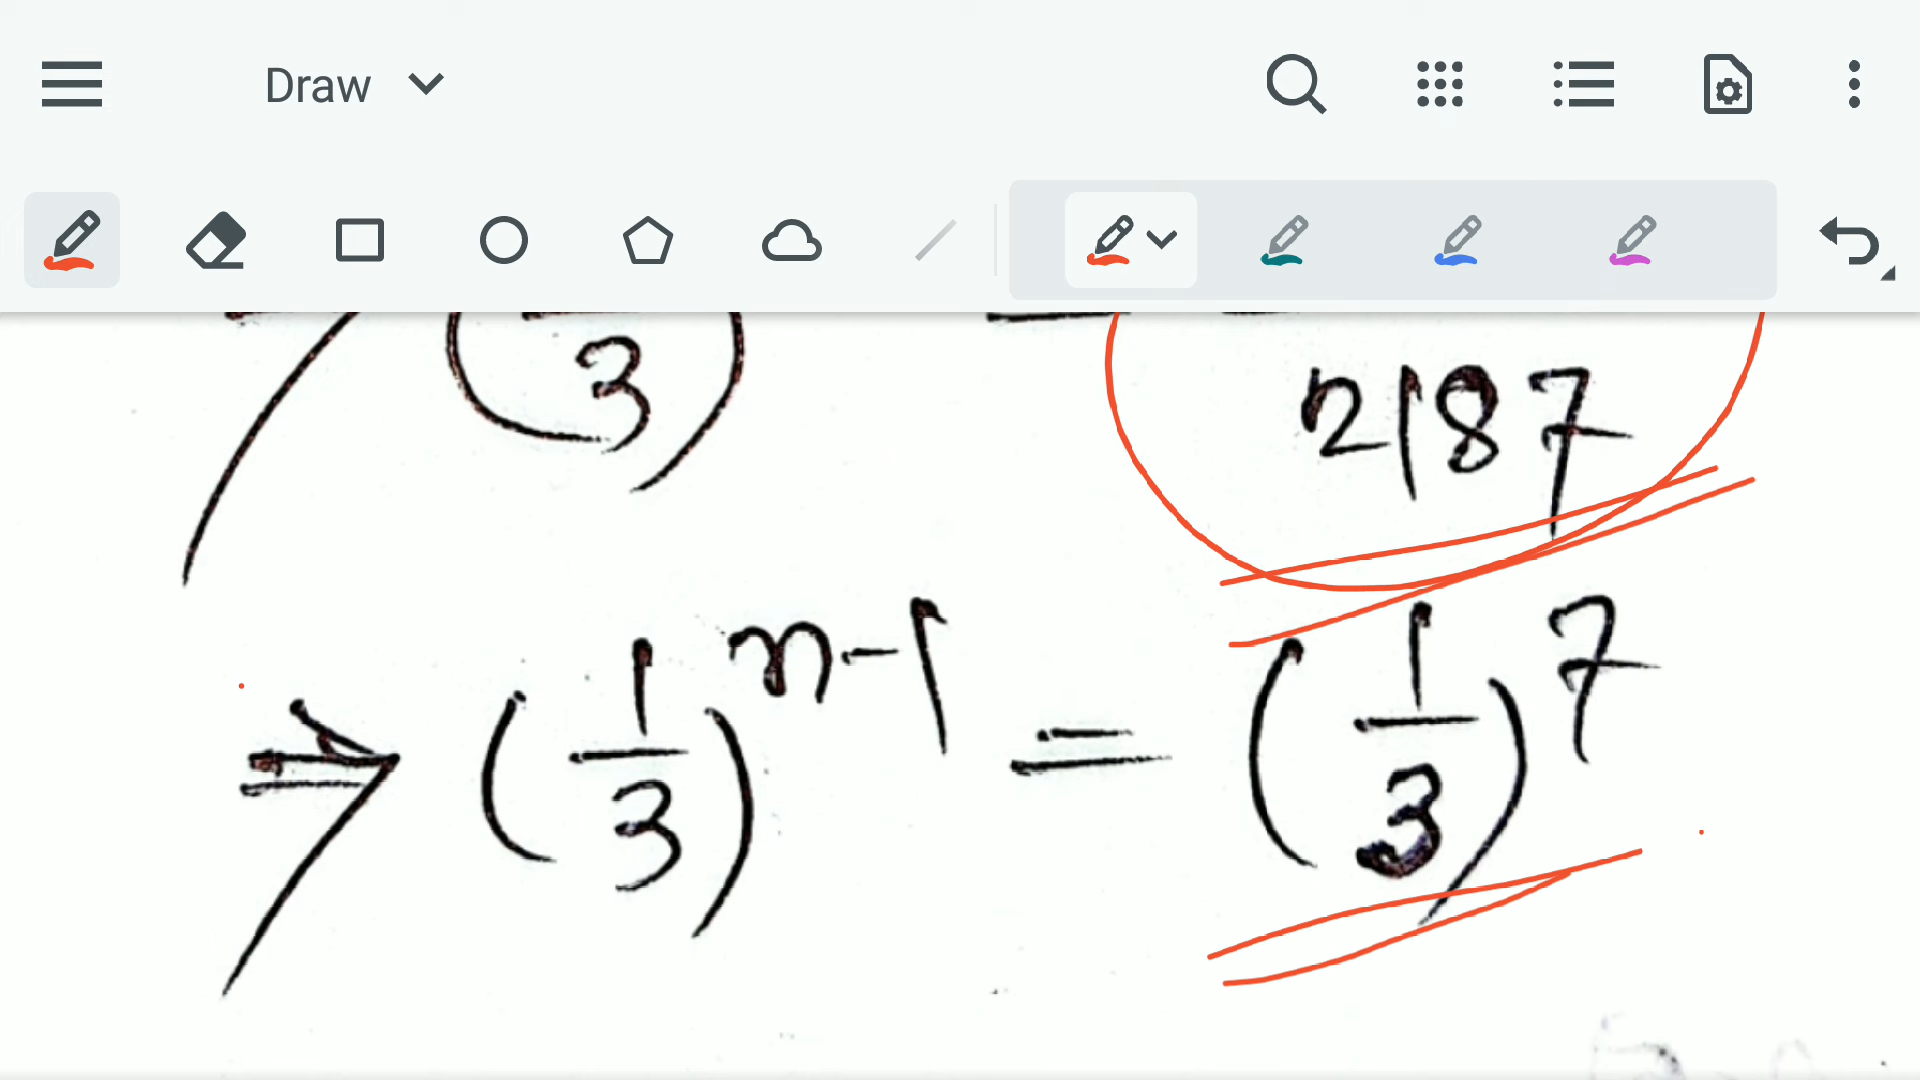 Draw
(  3) = 
2187
⇒ (1/3)^n-1 = (1/3)^7